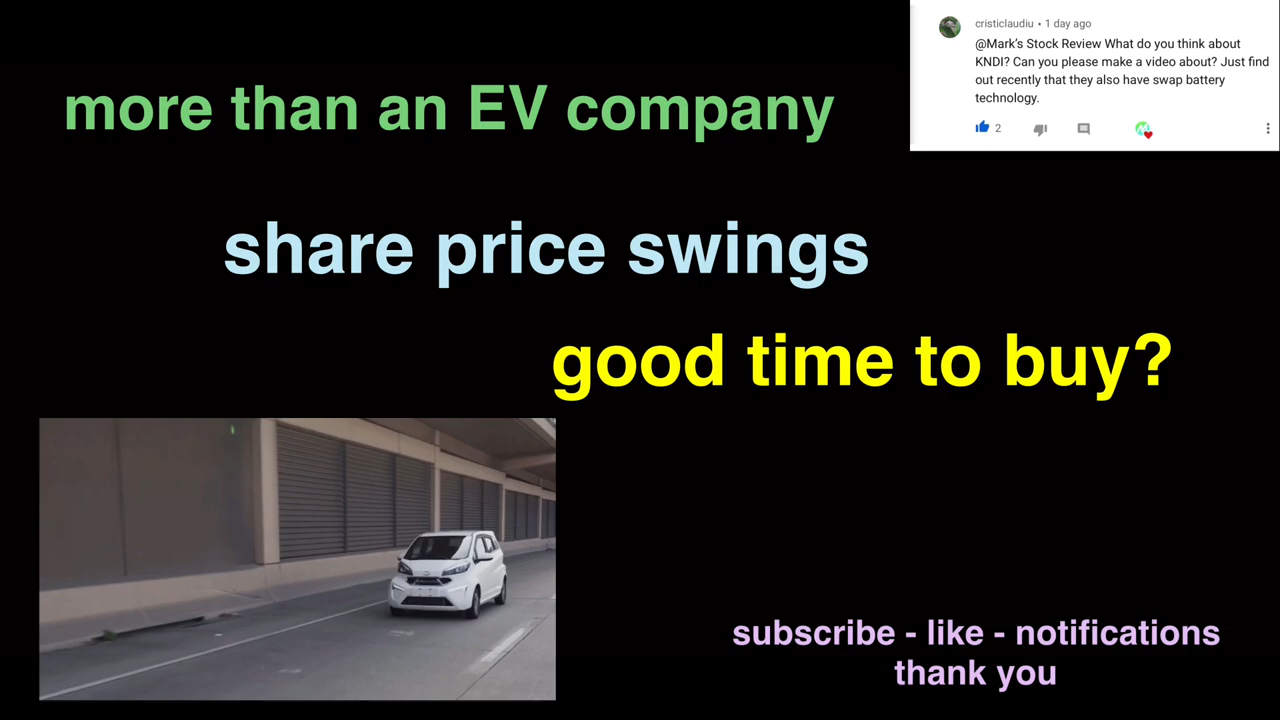 more than an EV company
cristiclaudiu • 1 day ago
@Mark's Stock Review What do you think about
KNDI? Can you please make a video about? Just find
out recently that they also have swap battery
technology.
2
share price swings
good time to buy?
subscribe - like - notifications
thank you